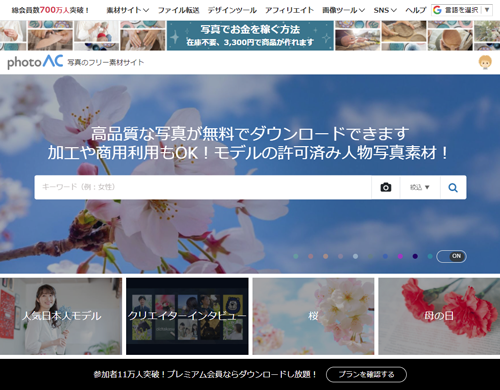 総会員数700万人突破！ 素材サイト ファイル転送 デザインツール アフィリエイト 画像ツール SNS ヘルプ 言語を選択
写真でお金を稼ぐ方法
在庫不要、3,300円で商品が作れます
photoAC 写真のフリー素材サイト
高品質な写真が無料でダウンロードできます
加工や商用利用もOK！モデルの許可済み人物写真素材！
キーワード（例：女性） 絞込 ▼
ON
人気日本人モデル クリエイターインタビュー 桜 母の日
参加者11万人突破！プレミアム会員ならダウンロードし放題！ プランを確認する